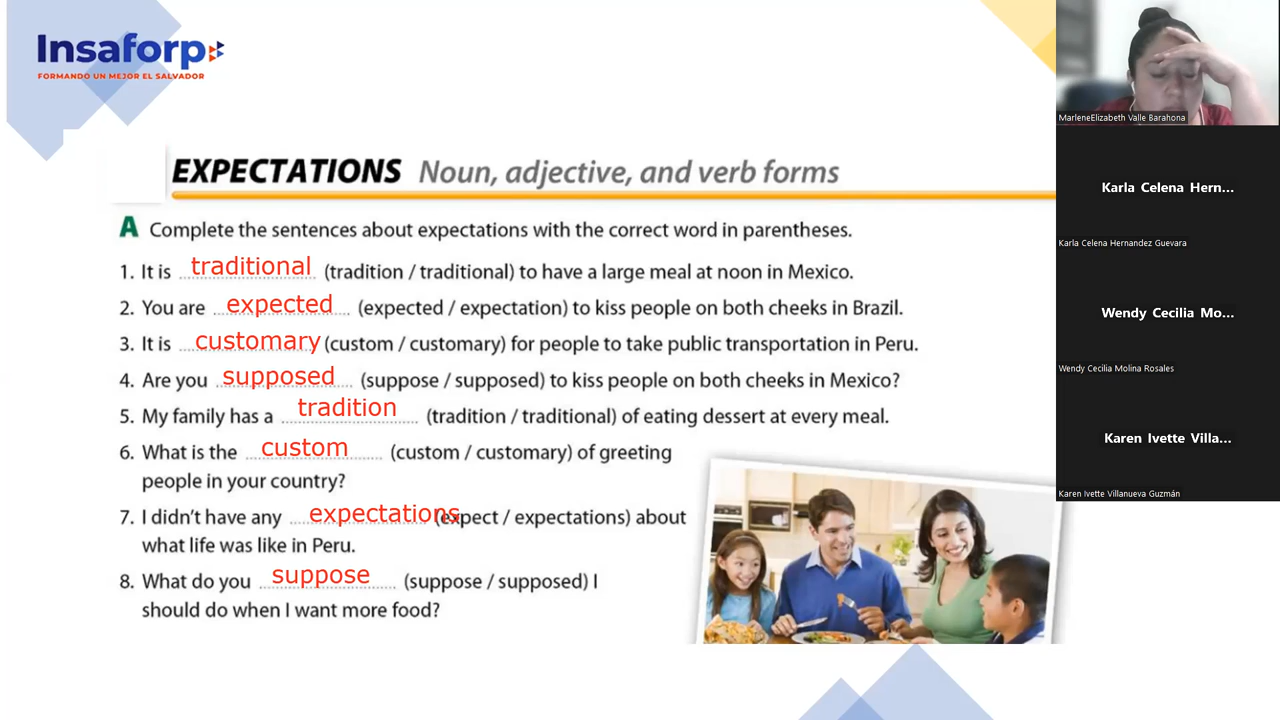 Insaforp
FORMANDO UN MEJOR EL SALVADOR
EXPECTATIONS Noun, adjective, and verb forms
A Complete the sentences about expectations with the correct word in parentheses.
1. It is traditional (tradition / traditional) to have a large meal at noon in Mexico.
2. You are expected (expected / expectation) to kiss people on both cheeks in Brazil.
3. It is customary (custom / customary) for people to take public transportation in Peru.
4. Are you supposed (suppose / supposed) to kiss people on both cheeks in Mexico?
5. My family has a tradition (tradition / traditional) of eating dessert at every meal.
6. What is the custom (custom / customary) of greeting
people in your country?
7. I didn't have any expectations (expect / expectations) about
what life was like in Peru.
8. What do you suppose (suppose / supposed) I
should do when I want more food?
MarleneElizabeth Valle Barahona
Karla Celena Hern...
Karla Celena Hernandez Guevara
Wendy Cecilia Mo...
Wendy Cecilia Molina Rosales
Karen Ivette Villa...
Karen Ivette Villanueva Guzmán